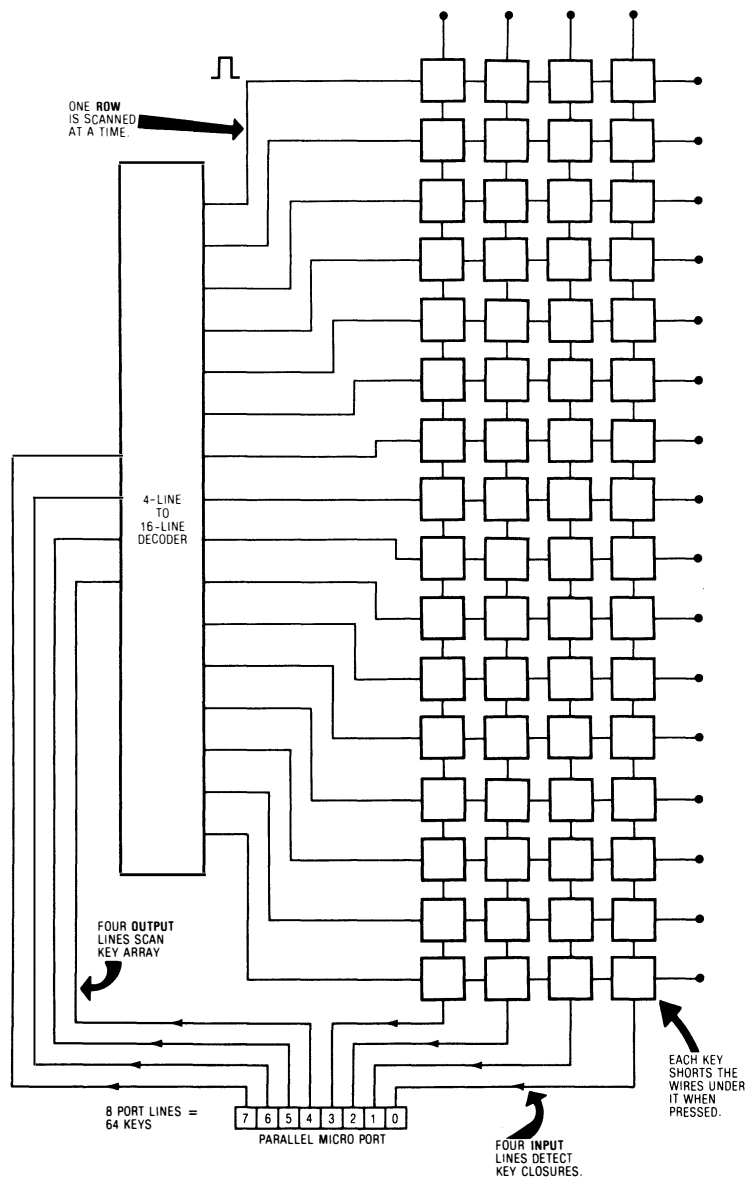 ONE ROW
IS SCANNED
AT A TIME.
4-LINE
TO
16-LINE
DECODER
FOUR OUTPUT
LINES SCAN
KEY ARRAY
EACH KEY
SHORTS THE
WIRES UNDER
IT WHEN
PRESSED.
8 PORT LINES =
64 KEYS
7 6 5 4 3 2 1 0
PARALLEL MICRO PORT
FOUR INPUT
LINES DETECT
KEY CLOSURES.